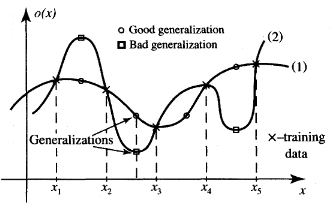 o(x)
○ Good generalization
□ Bad generalization
(2)
(1)
Generalizations
×–training
data
x₁ x₂ x₃ x₄ x₅ x